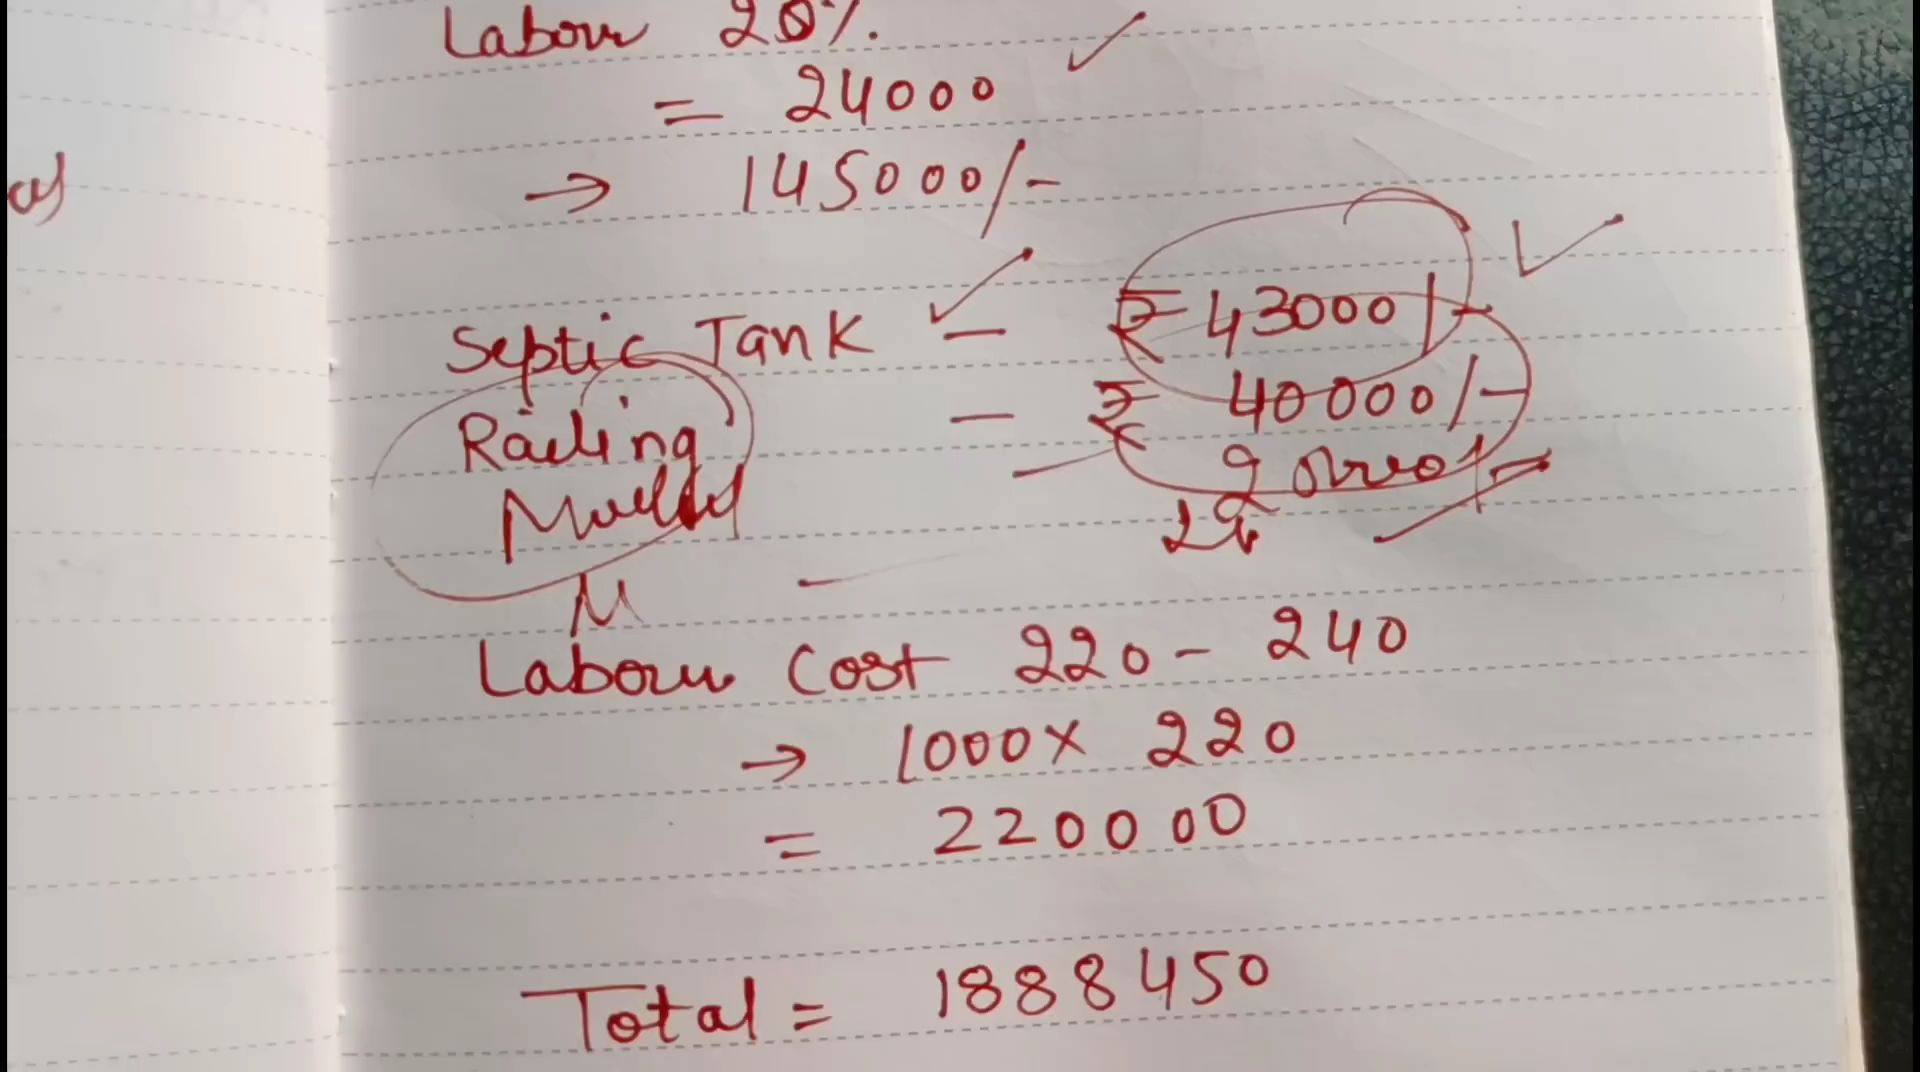 Labour 20%.
= 24000
→ 145000/-
Septic Tank - ₹ 43000/-
Railing - ₹ 40000/-
M
Labour Cost 220 - 240
→ 1000 x 220
= 220000
Total = 1888450